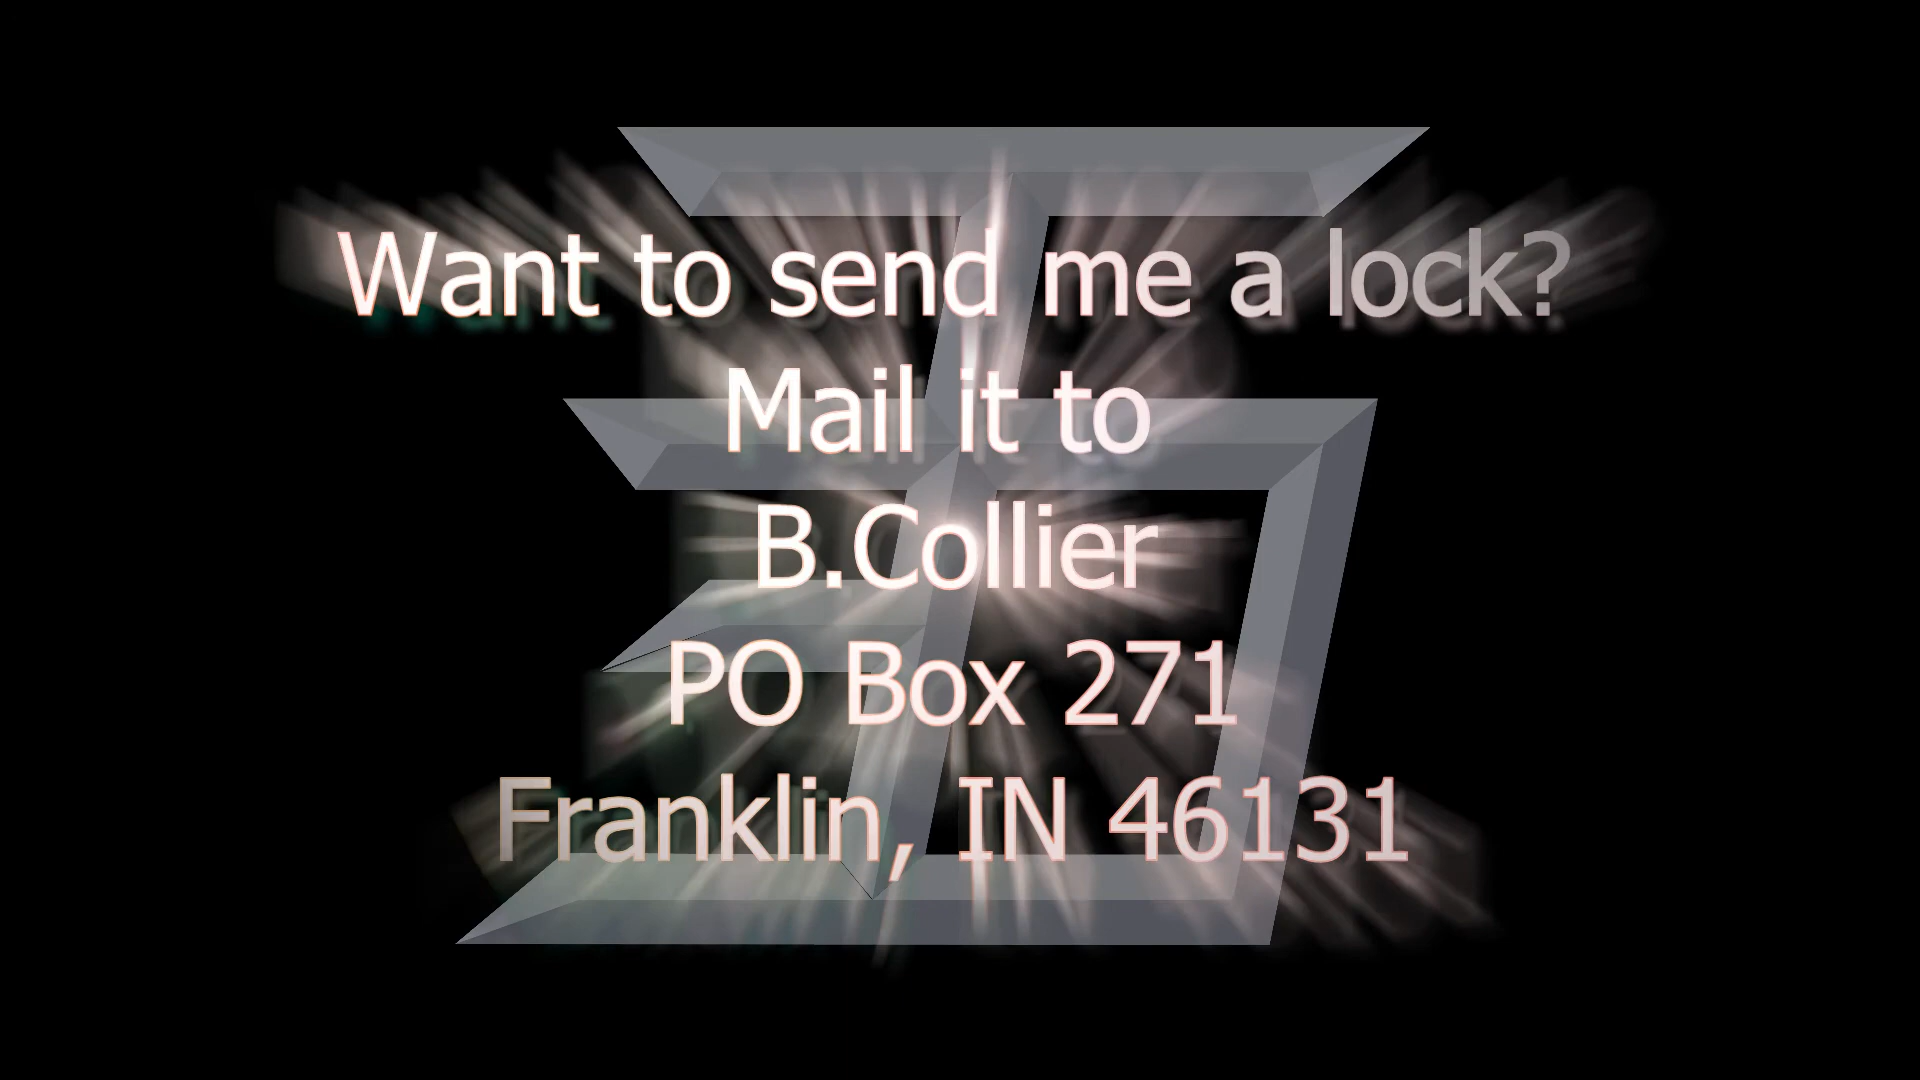 Want to send me a lock?
Mail it to
B.Collier
PO Box 271
Franklin, IN 46131